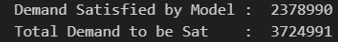 Demand Satisfied by Model :  2378990
Total Demand to be Sat    :  3724991